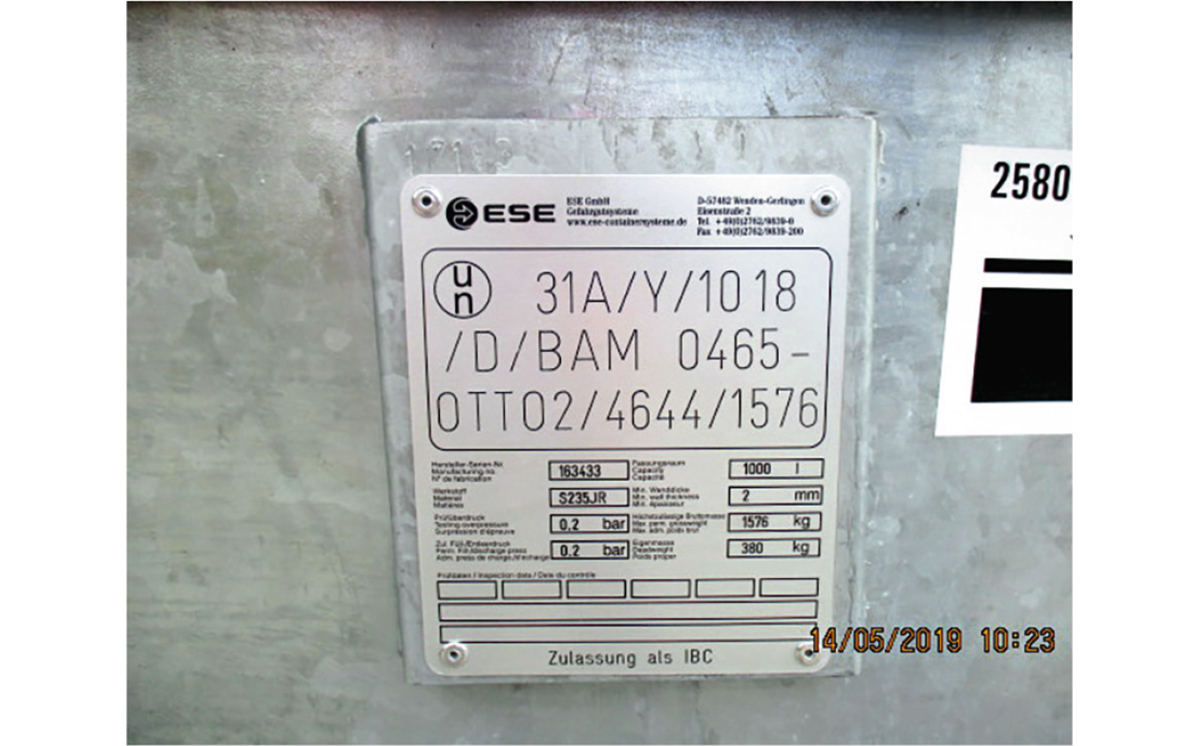 2580
ESE
ESE GmbH
Gefahrgutsysteme
www.ese-containersysteme.de
D-57482 Wenden-Gerlingen
Eisenstraße 2
Tel. +49(0)2762/9839-0
Fax +49(0)2762/9839-200
un 31A/Y/1018
/D/BAM 0465-
OTTO2/4644/1576
Hersteller-Serien-Nr.
Manufacturing no.
N° de fabrication
163433
Fassungsraum
Capacity
Capacité
1000 l
Werkstoff
Material
Matières
S235JR
Min. Wanddicke
Min. wall thickness
Min. épaisseur
2 mm
Prüfüberdruck
Testing overpressure
Surpression d'épreuve
0,2 bar
Höchstzulässige Bruttomasse
Max. perm. grossweight
Max. adm. poids brut
1576 kg
Zul. Füll-/Entleerdruck
Perm. Fill/discharge press
Adm. press de charge/discharge
0.2 bar
Eigenmasse
Deadweight
Poids propre
380 kg
Prüfdaten / Inspection data / Date du contrôle
Zulassung als IBC
14/05/2019 10:23